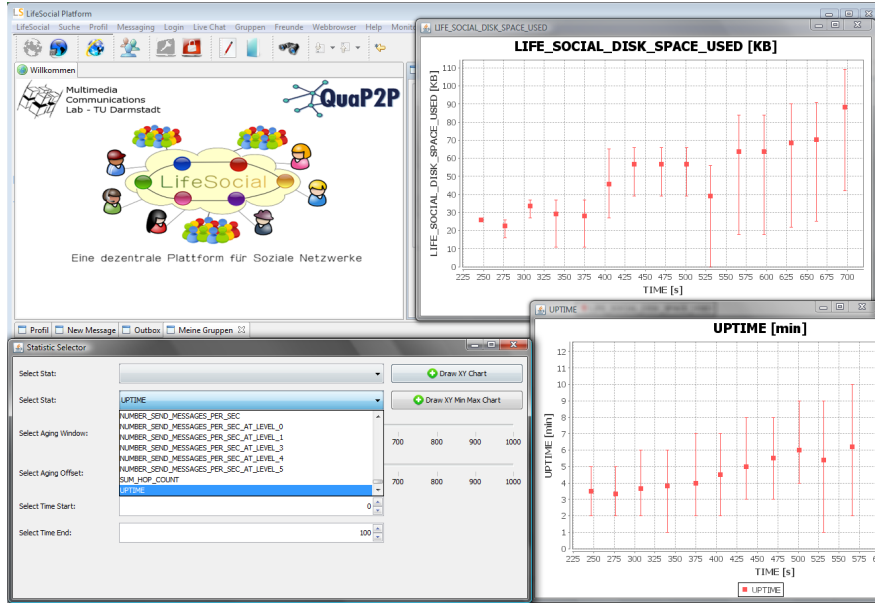 LS LifeSocial Platform
LifeSocial Suche Profil Messaging Login Live Chat Gruppen Freunde Webbrowser Help Monit
Willkommen
Multimedia
Communications
Lab - TU Darmstadt
QuaP2P
LifeSocial
Eine dezentrale Plattform für Soziale Netzwerke
Profil New Message Outbox Meine Gruppen
LIFE_SOCIAL_DISK_SPACE_USED
LIFE_SOCIAL_DISK_SPACE_USED [KB]
LIFE_SOCIAL_DISK_SPACE_USED [KB]
110
100
90
80
70
60
50
40
30
20
10
0
225 250 275 300 325 350 375 400 425 450 475 500 525 550 575 600 625 650 675 700
TIME [s]
Statistic Selector
Select Stat:
Draw XY Chart
Select Stat:
UPTIME
Draw XY Min Max Chart
NUMBER_SEND_MESSAGES_PER_SEC
NUMBER_SEND_MESSAGES_PER_SEC_AT_LEVEL_0
NUMBER_SEND_MESSAGES_PER_SEC_AT_LEVEL_1
NUMBER_SEND_MESSAGES_PER_SEC_AT_LEVEL_3
NUMBER_SEND_MESSAGES_PER_SEC_AT_LEVEL_4
NUMBER_SEND_MESSAGES_PER_SEC_AT_LEVEL_5
SUM_HOP_COUNT
UPTIME
Select Aging Window:
700 800 900 1000
Select Aging Offset:
700 800 900 1000
Select Time Start:
0
Select Time End:
100
UPTIME
UPTIME [min]
UPTIME [min]
12
11
10
9
8
7
6
5
4
3
2
1
0
225 250 275 300 325 350 375 400 425 450 475 500 525 550 575
TIME [s]
UPTIME